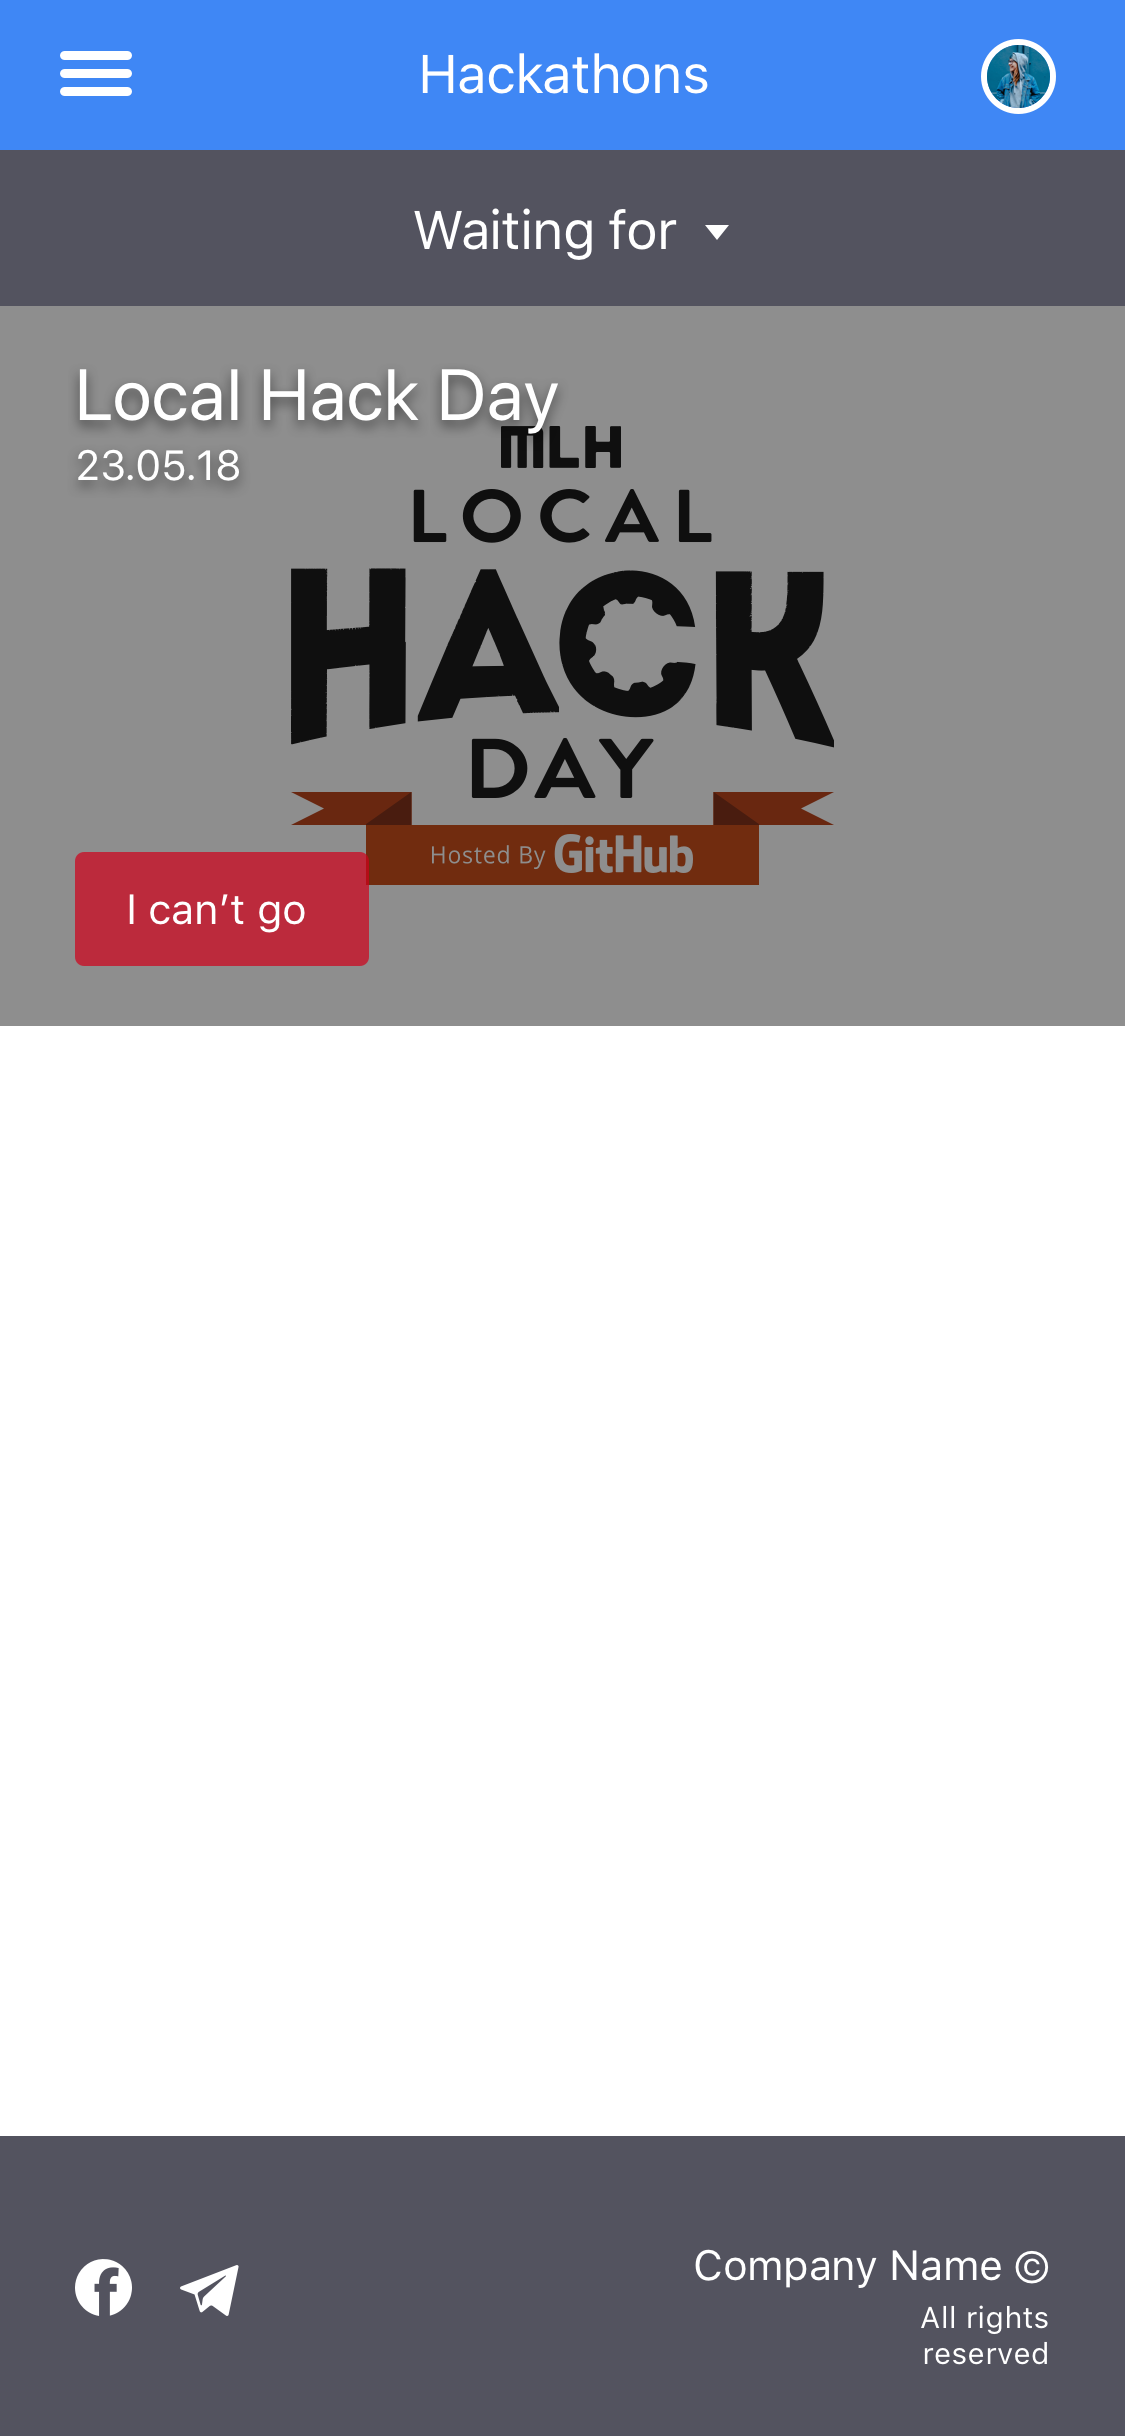 Hackathons
Waiting for
Local Hack Day
23.05.18
MLH
LOCAL
HACK
DAY
Hosted By GitHub
I can’t go
Company Name ©
All rights
reserved